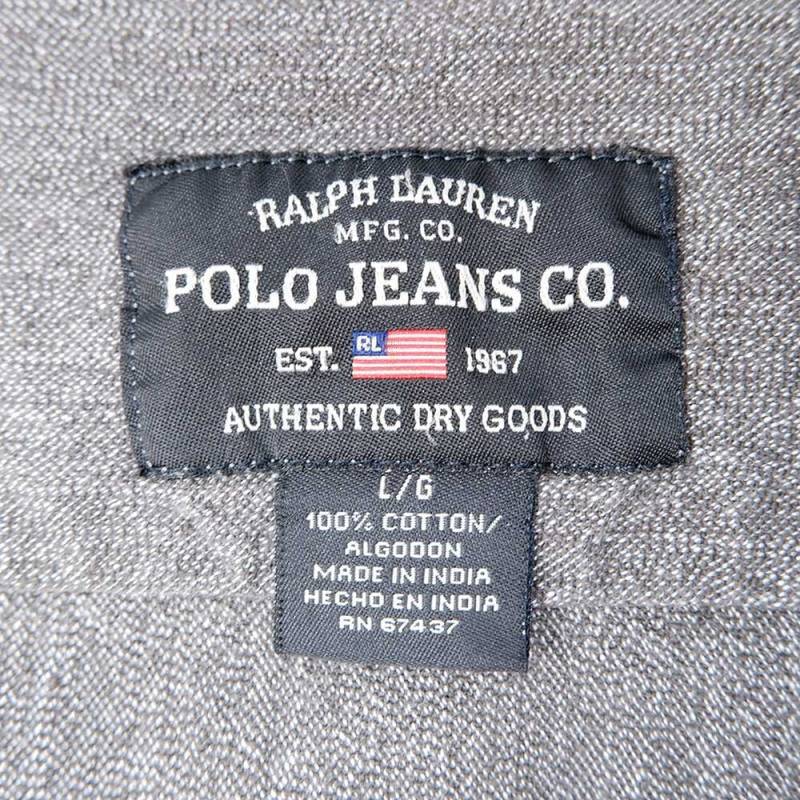 RALPH LAUREN
MFG. CO.
POLO JEANS CO.
EST. RL 1967
AUTHENTIC DRY GOODS
L/G
100% COTTON/
ALGODON
MADE IN INDIA
HECHO EN INDIA
RN 67437